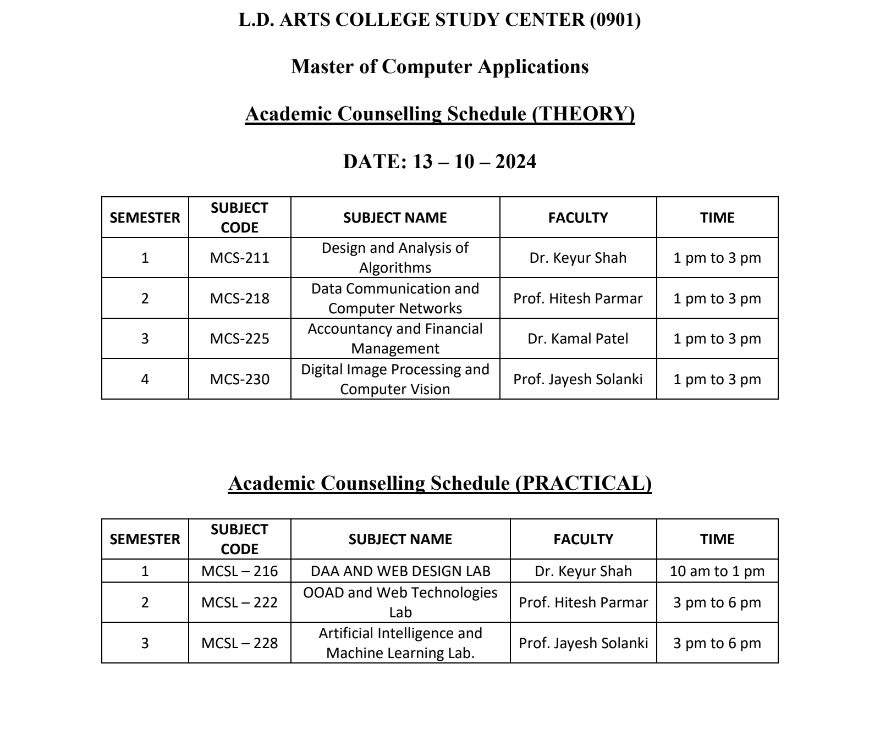 L.D. ARTS COLLEGE STUDY CENTER (0901)
Master of Computer Applications
Academic Counselling Schedule (THEORY)
DATE: 13 – 10 – 2024
SEMESTER SUBJECT CODE SUBJECT NAME FACULTY TIME
1 MCS-211 Design and Analysis of Algorithms Dr. Keyur Shah 1 pm to 3 pm
2 MCS-218 Data Communication and Computer Networks Prof. Hitesh Parmar 1 pm to 3 pm
3 MCS-225 Accountancy and Financial Management Dr. Kamal Patel 1 pm to 3 pm
4 MCS-230 Digital Image Processing and Computer Vision Prof. Jayesh Solanki 1 pm to 3 pm
Academic Counselling Schedule (PRACTICAL)
SEMESTER SUBJECT CODE SUBJECT NAME FACULTY TIME
1 MCSL – 216 DAA AND WEB DESIGN LAB Dr. Keyur Shah 10 am to 1 pm
2 MCSL – 222 OOAD and Web Technologies Lab Prof. Hitesh Parmar 3 pm to 6 pm
3 MCSL – 228 Artificial Intelligence and Machine Learning Lab. Prof. Jayesh Solanki 3 pm to 6 pm